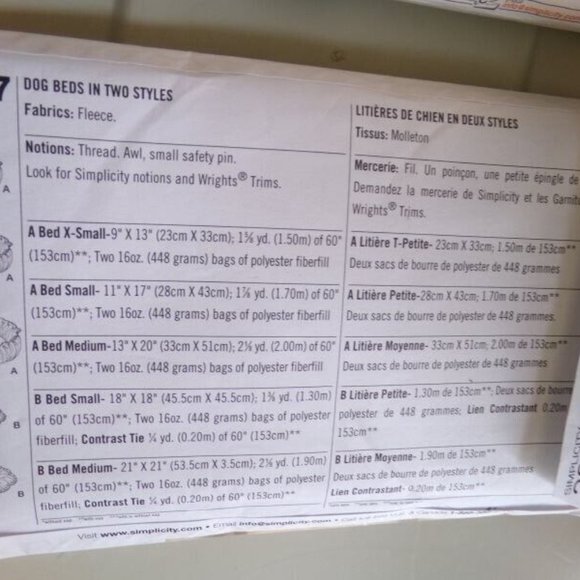 info@simplicity.com
7
DOG BEDS IN TWO STYLES
Fabrics: Fleece.
Notions: Thread. Awl, small safety pin.
Look for Simplicity notions and Wrights® Trims.
A Bed X-Small-9" X 13" (23cm X 33cm); 1⅝ yd. (1.50m) of 60"
(153cm)**; Two 16oz. (448 grams) bags of polyester fiberfill
A Bed Small- 11" X 17" (28cm X 43cm); 1⅞ yd. (1.70m) of 60"
(153cm)**; Two 16oz. (448 grams) bags of polyester fiberfill
A Bed Medium-13" X 20" (33cm X 51cm); yd. (2.00m) of 60"
(153cm)**; Two 16oz. (448 grams) bags of polyester fiberfill
B Bed Small- 18" X 18" (45.5cm X 45.5cm); yd. (1.30m)
of 60" (153cm)**; Two 16oz. (448 grams) bags of polyester
fiberfill; Contrast Tie ¼ yd. (0.20m) of 60" (153cm)**
B Bed Medium- 21" X 21" (53.5cm X 3.5cm); yd. (1.90m)
of 60" (153cm)**; Two 16oz. (448 grams) bags of polyester
fiberfill; Contrast Tie ¼ yd. (0.20m) of 60" (153cm)**
A
A
A
B
B
LITIÈRES DE CHIEN EN DEUX STYLES
Tissus: Molleton
Mercerie: Fil. Un poinçon, une petite épingle de
Demandez la mercerie de Simplicity et les Garnit
Wrights® Trims.
A Litière T-Petite- 23cm X 33cm; 1.50m de 153cm**
Deux sacs de bourre de polyester de 448 grammes
A Litière Petite-28cm X 43cm; 1.70m de 153cm**
Deux sacs de bourre de polyester de 448 grammes.
A Litière Moyenne- 33cm X 51cm; 2.00m de 153cm**
Deux sacs de bourre de polyester de 448 grammes.
B Litière Petite- 1.30m de 153cm**; Deux sacs de bourre
polyester de 448 grammes; Lien Contrastant 0.20m
153cm**
B Litière Moyenne- 1.90m de 153cm**
Deux sacs de bourre de polyester de 448 grammes
Lien Contrastant- 0.20m de 153cm**
Visit www.simplicity.com • Email info@simplicity.com •
SIMPLICITY